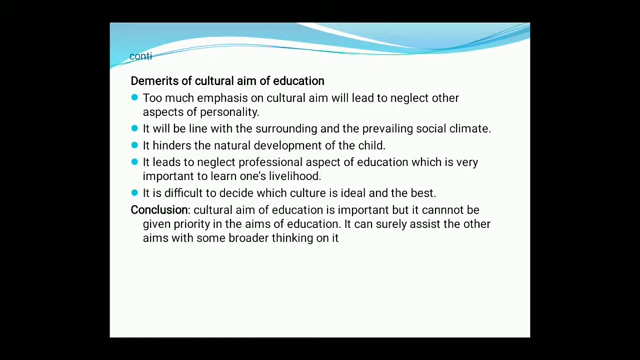 conti
Demerits of cultural aim of education
Too much emphasis on cultural aim will lead to neglect other
aspects of personality.
It will be line with the surrounding and the prevailing social climate.
It hinders the natural development of the child.
It leads to neglect professional aspect of education which is very
important to learn one's livelihood.
It is difficult to decide which culture is ideal and the best.
Conclusion: cultural aim of education is important but it cannnot be
given priority in the aims of education. It can surely assist the other
aims with some broader thinking on it